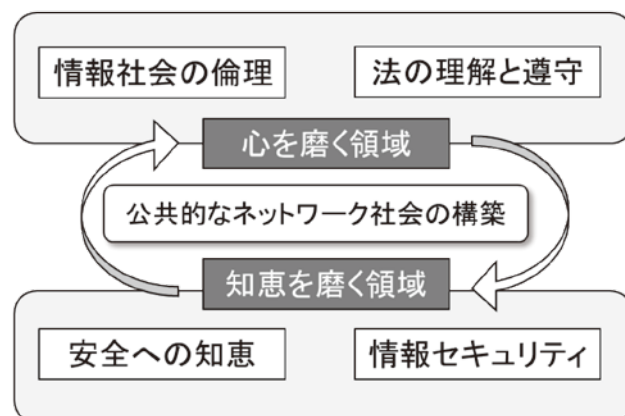 情報社会の倫理
法の理解と遵守
心を磨く領域
公共的なネットワーク社会の構築
知恵を磨く領域
安全への知恵
情報セキュリティ